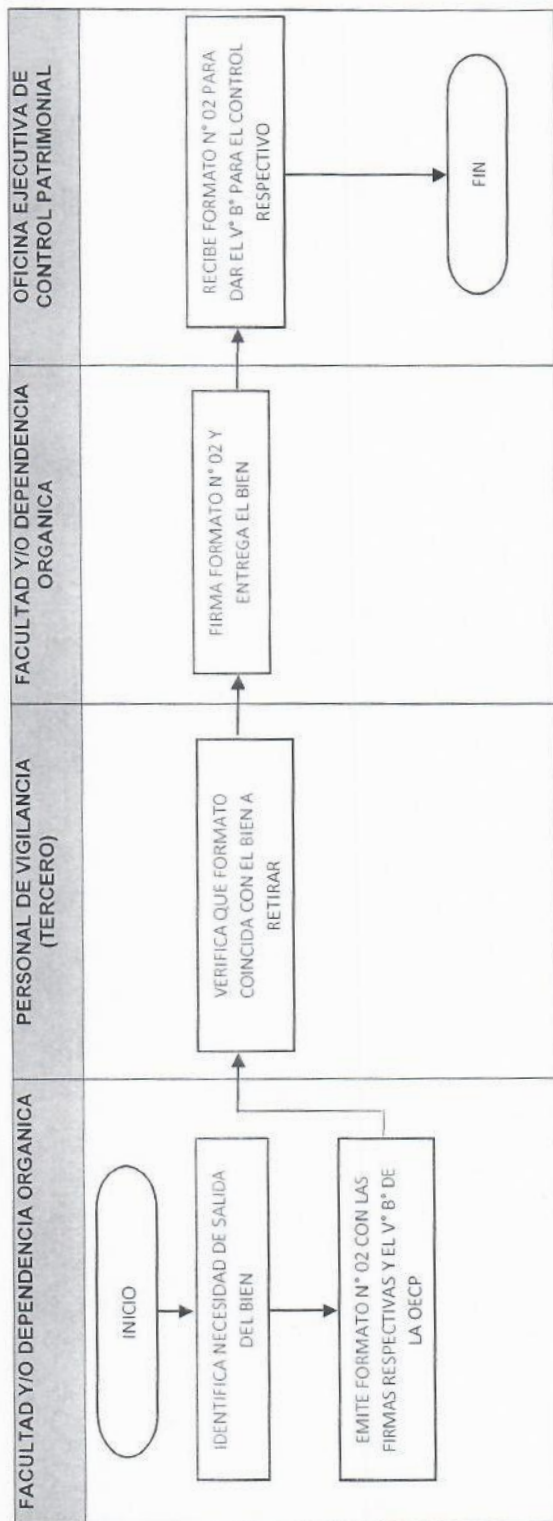 FACULTAD Y/O DEPENDENCIA ORGANICA
PERSONAL DE VIGILANCIA
(TERCERO)
FACULTAD Y/O DEPENDENCIA
ORGANICA
OFICINA EJECUTIVA DE
CONTROL PATRIMONIAL
INICIO
IDENTIFICA NECESIDAD DE SALIDA
DEL BIEN
EMITE FORMATO N° 02 CON LAS
FIRMAS RESPECTIVAS Y EL V° B° DE
LA OECP
VERIFICA QUE FORMATO
COINCIDA CON EL BIEN A
RETIRAR
FIRMA FORMATO N° 02 Y
ENTREGA EL BIEN
RECIBE FORMATO N° 02 PARA
DAR EL V° B° PARA EL CONTROL
RESPECTIVO
FIN